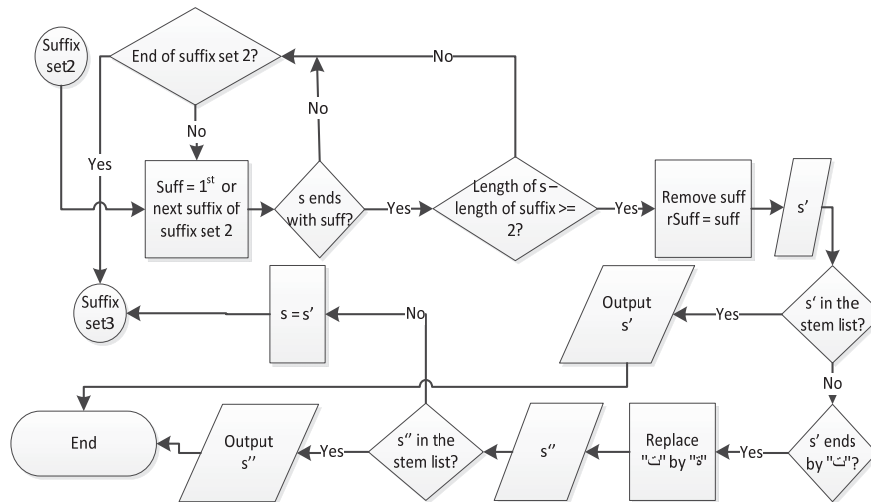 Suffix
set2
End of suffix set 2?
No
No
No
Yes
Suff = 1st or
next suffix of
suffix set 2
s ends
with suff?
Yes
Length of s –
length of suffix >=
2?
Yes
Remove suff
rSuff = suff
s'
Suffix
set3
s = s'
No
Output
s'
Yes
s' in the
stem list?
No
End
Output
s''
Yes
s'' in the
stem list?
s''
Replace
Yes
s' ends